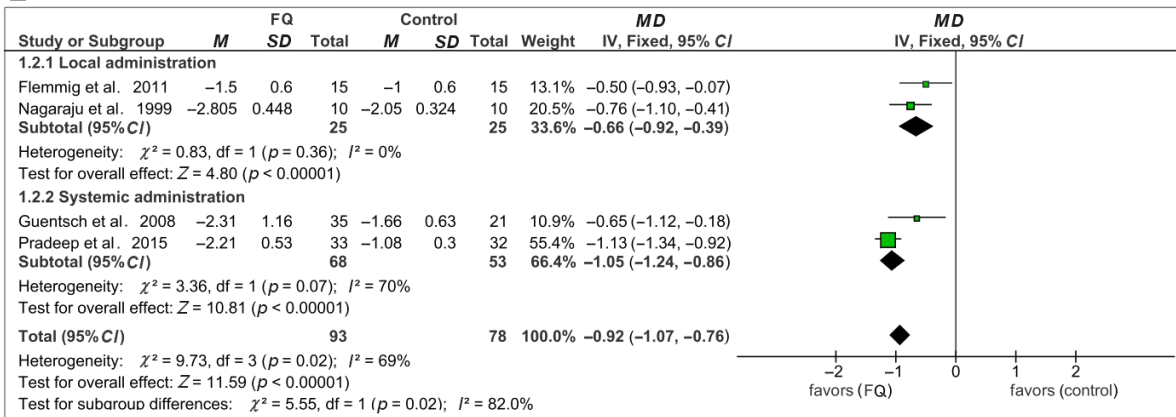 FQ Control MD MD
Study or Subgroup M SD Total M SD Total Weight IV, Fixed, 95% CI IV, Fixed, 95% CI
1.2.1 Local administration
Flemmig et al. 2011 −1.5 0.6 15 −1 0.6 15 13.1% −0.50 (−0.93, −0.07)
Nagaraju et al. 1999 −2.805 0.448 10 −2.05 0.324 10 20.5% −0.76 (−1.10, −0.41)
Subtotal (95%CI) 25 25 33.6% −0.66 (−0.92, −0.39)
Heterogeneity: χ² = 0.83, df = 1 (p = 0.36); I² = 0%
Test for overall effect: Z = 4.80 (p < 0.00001)
1.2.2 Systemic administration
Guentsch et al. 2008 −2.31 1.16 35 −1.66 0.63 21 10.9% −0.65 (−1.12, −0.18)
Pradeep et al. 2015 −2.21 0.53 33 −1.08 0.3 32 55.4% −1.13 (−1.34, −0.92)
Subtotal (95%CI) 68 53 66.4% −1.05 (−1.24, −0.86)
Heterogeneity: χ² = 3.36, df = 1 (p = 0.07); I² = 70%
Test for overall effect: Z = 10.81 (p < 0.00001)
Total (95%CI) 93 78 100.0% −0.92 (−1.07, −0.76)
Heterogeneity: χ² = 9.73, df = 3 (p = 0.02); I² = 69%
Test for overall effect: Z = 11.59 (p < 0.00001)
Test for subgroup differences: χ² = 5.55, df = 1 (p = 0.02); I² = 82.0%
−2 −1 0 1 2
favors (FQ) favors (control)